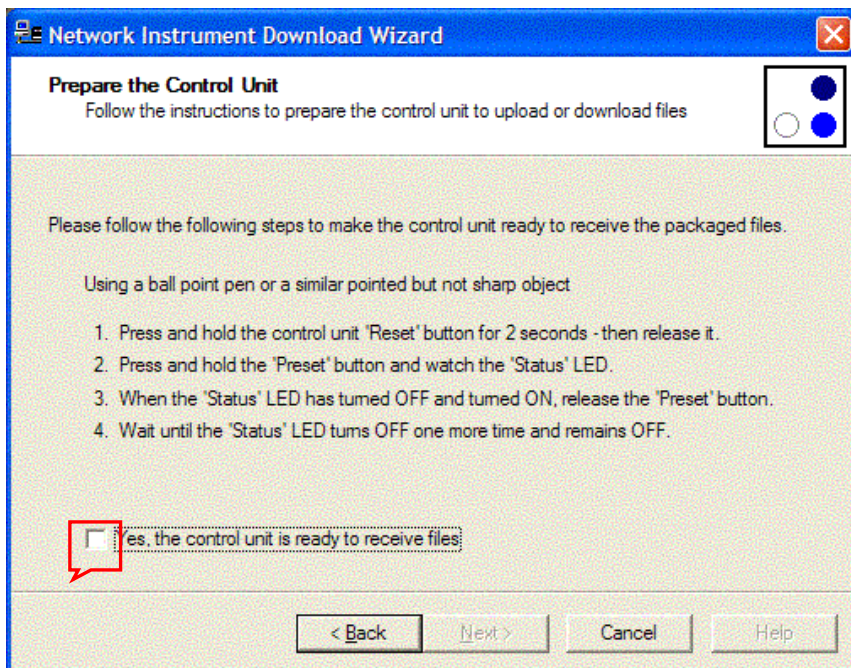 Network Instrument Download Wizard
Prepare the Control Unit
Follow the instructions to prepare the control unit to upload or download files
Please follow the following steps to make the control unit ready to receive the packaged files.
Using a ball point pen or a similar pointed but not sharp object
1. Press and hold the control unit 'Reset' button for 2 seconds - then release it.
2. Press and hold the 'Preset' button and watch the 'Status' LED.
3. When the 'Status' LED has turned OFF and turned ON, release the 'Preset' button.
4. Wait until the 'Status' LED turns OFF one more time and remains OFF.
Yes, the control unit is ready to receive files
< Back Next > Cancel Help